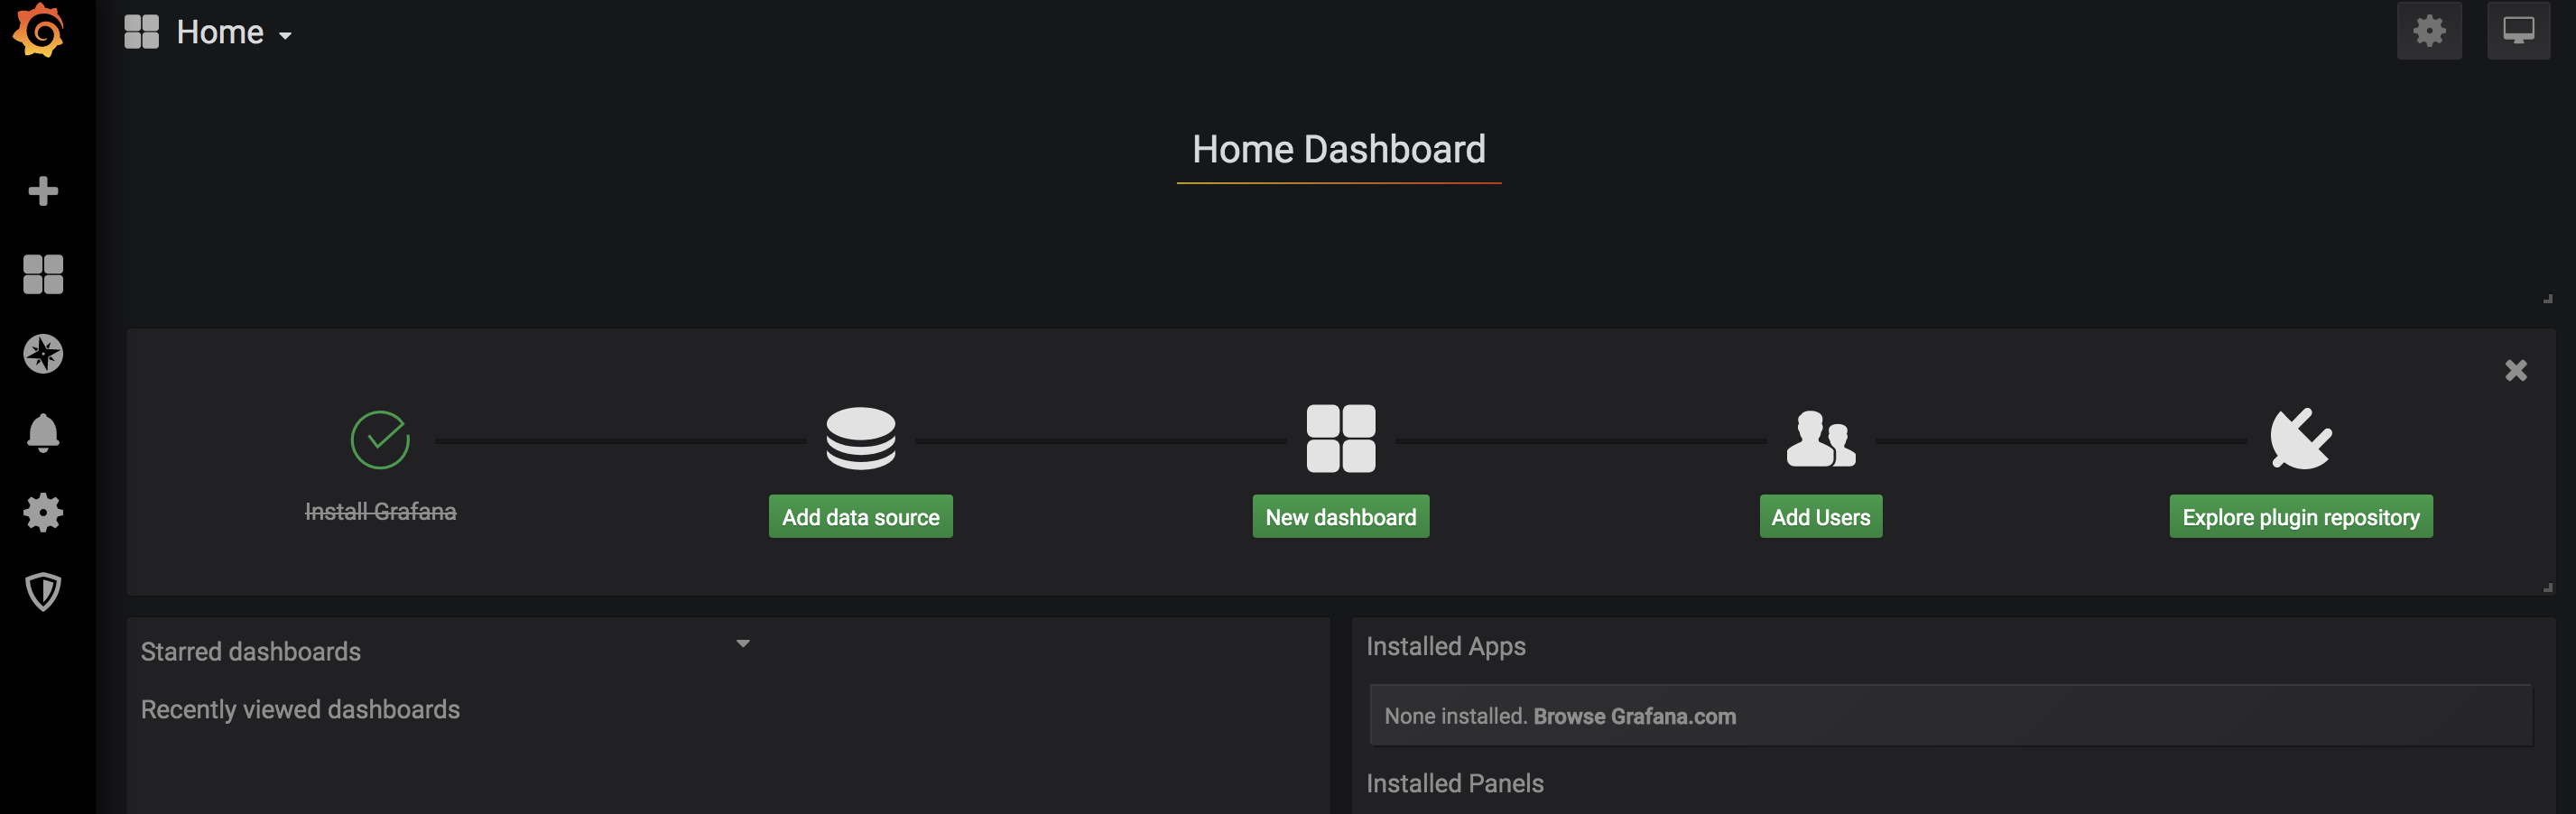 Home
Home Dashboard
Install Grafana
Add data source
New dashboard
Add Users
Explore plugin repository
Starred dashboards
Recently viewed dashboards
Installed Apps
None installed. Browse Grafana.com
Installed Panels